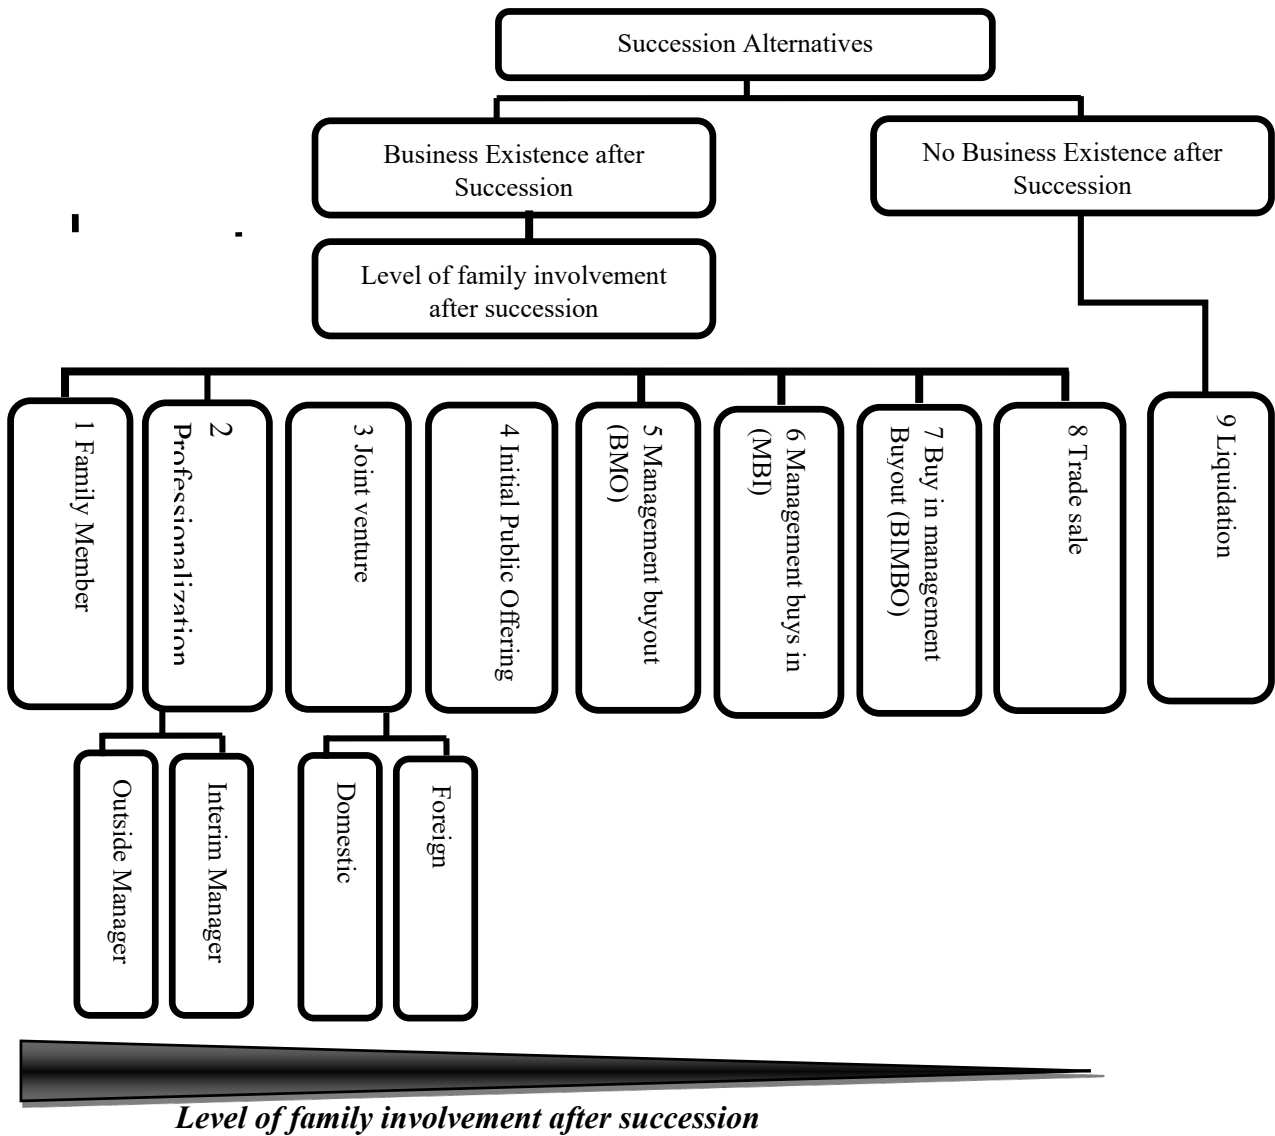 Succession Alternatives
Business Existence after
Succession
No Business Existence after
Succession
Level of family involvement
after succession
1 Family Member
2
Professionalization
3 Joint venture
4 Initial Public Offering
5 Management buyout
(BMO)
6 Management buys in
(MBI)
7 Buy in management
Buyout (BIMBO)
8 Trade sale
9 Liquidation
Outside Manager
Interim Manager
Domestic
Foreign
Level of family involvement after succession